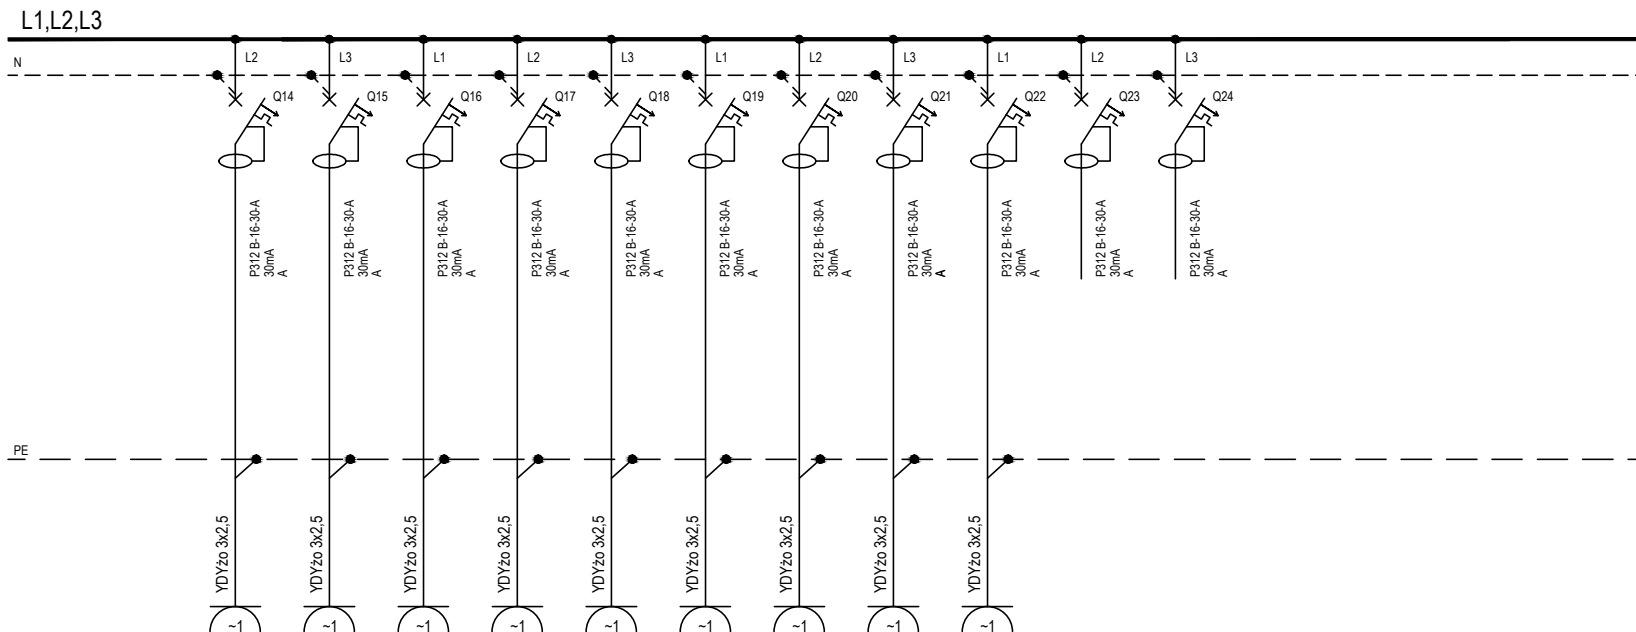 L1,L2,L3
N
L2
L3
L1
L2
L3
L1
L2
L3
L1
L2
L3
Q14
Q15
Q16
Q17
Q18
Q19
Q20
Q21
Q22
Q23
Q24
P312 B-16-30-A
30mA
A
P312 B-16-30-A
30mA
A
P312 B-16-30-A
30mA
A
P312 B-16-30-A
30mA
A
P312 B-16-30-A
30mA
A
P312 B-16-30-A
30mA
A
P312 B-16-30-A
30mA
A
P312 B-16-30-A
30mA
A
P312 B-16-30-A
30mA
A
P312 B-16-30-A
30mA
A
P312 B-16-30-A
30mA
A
PE
YDYżo 3x2,5
YDYżo 3x2,5
YDYżo 3x2,5
YDYżo 3x2,5
YDYżo 3x2,5
YDYżo 3x2,5
YDYżo 3x2,5
YDYżo 3x2,5
YDYżo 3x2,5
~1
~1
~1
~1
~1
~1
~1
~1
~1